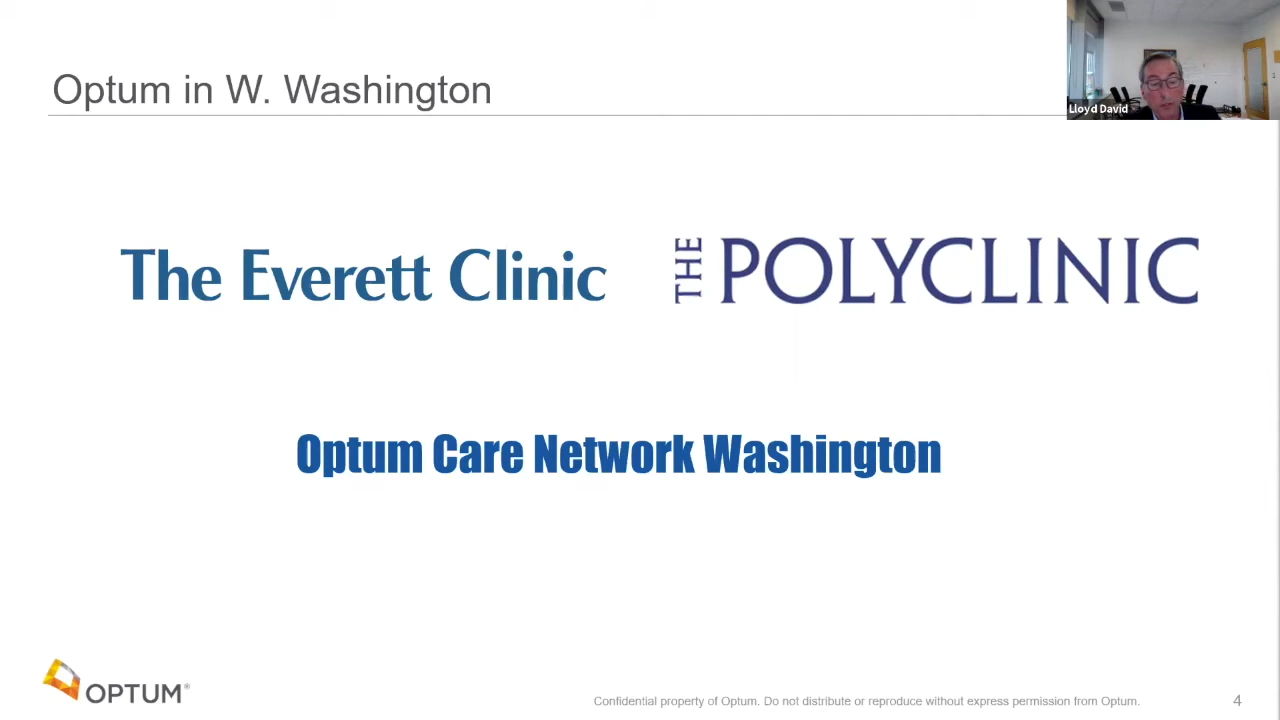 Optum in W. Washington
Lloyd David
The Everett Clinic
THE POLYCLINIC
Optum Care Network Washington
OPTUM®
Confidential property of Optum. Do not distribute or reproduce without express permission from Optum.
4